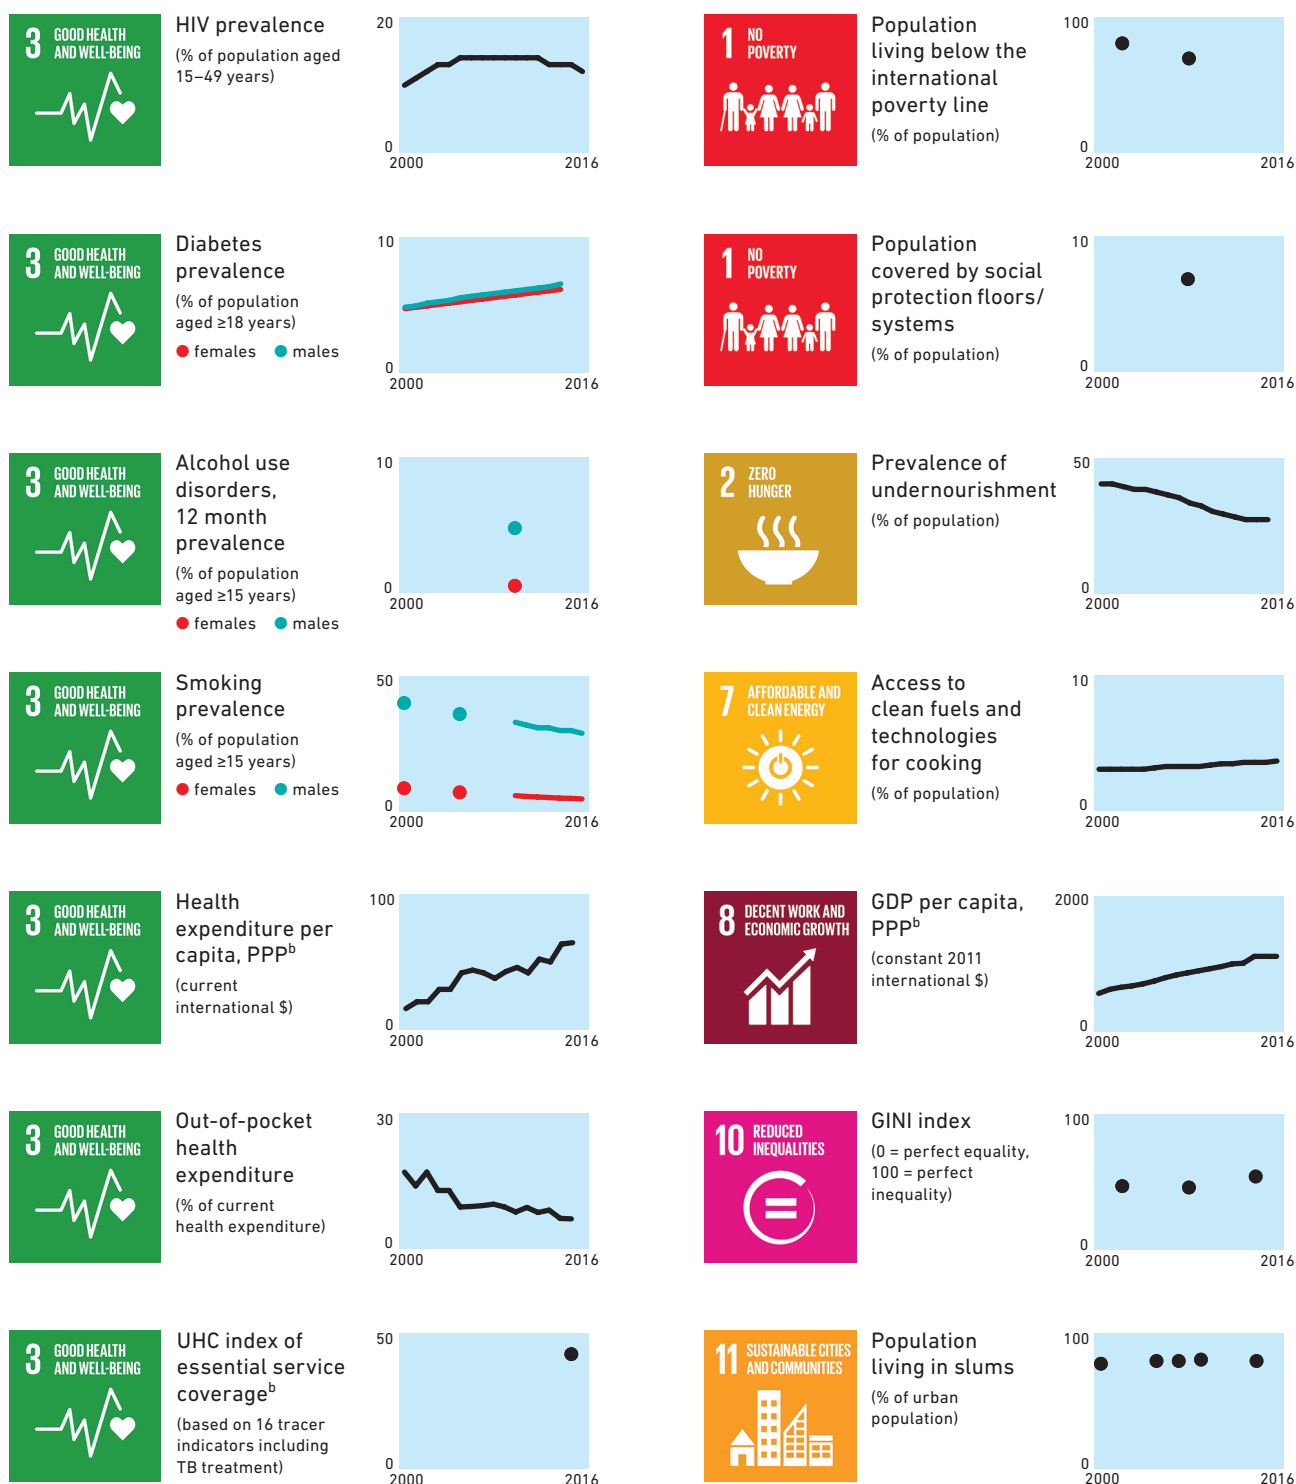 3 GOOD HEALTH
AND WELL-BEING
HIV prevalence
(% of population aged
15–49 years)
20
0
2000 2016
3 GOOD HEALTH
AND WELL-BEING
Diabetes
prevalence
(% of population
aged ≥18 years)
females males
10
0
2000 2016
3 GOOD HEALTH
AND WELL-BEING
Alcohol use
disorders,
12 month
prevalence
(% of population
aged ≥15 years)
females males
10
0
2000 2016
3 GOOD HEALTH
AND WELL-BEING
Smoking
prevalence
(% of population
aged ≥15 years)
females males
50
0
2000 2016
3 GOOD HEALTH
AND WELL-BEING
Health
expenditure per
capita, PPPb
(current
international $)
100
0
2000 2016
3 GOOD HEALTH
AND WELL-BEING
Out-of-pocket
health
expenditure
(% of current
health expenditure)
30
0
2000 2016
3 GOOD HEALTH
AND WELL-BEING
UHC index of
essential service
coverageb
(based on 16 tracer
indicators including
TB treatment)
50
0
2000 2016
1 NO
POVERTY
Population
living below the
international
poverty line
(% of population)
100
0
2000 2016
1 NO
POVERTY
Population
covered by social
protection floors/
systems
(% of population)
10
0
2000 2016
2 ZERO
HUNGER
Prevalence of
undernourishment
(% of population)
50
0
2000 2016
7 AFFORDABLE AND
CLEAN ENERGY
Access to
clean fuels and
technologies
for cooking
(% of population)
10
0
2000 2016
8 DECENT WORK AND
ECONOMIC GROWTH
GDP per capita,
PPPb
(constant 2011
international $)
2000
0
2000 2016
10 REDUCED
INEQUALITIES
GINI index
(0 = perfect equality,
100 = perfect
inequality)
100
0
2000 2016
11 SUSTAINABLE CITIES
AND COMMUNITIES
Population
living in slums
(% of urban
population)
100
0
2000 2016